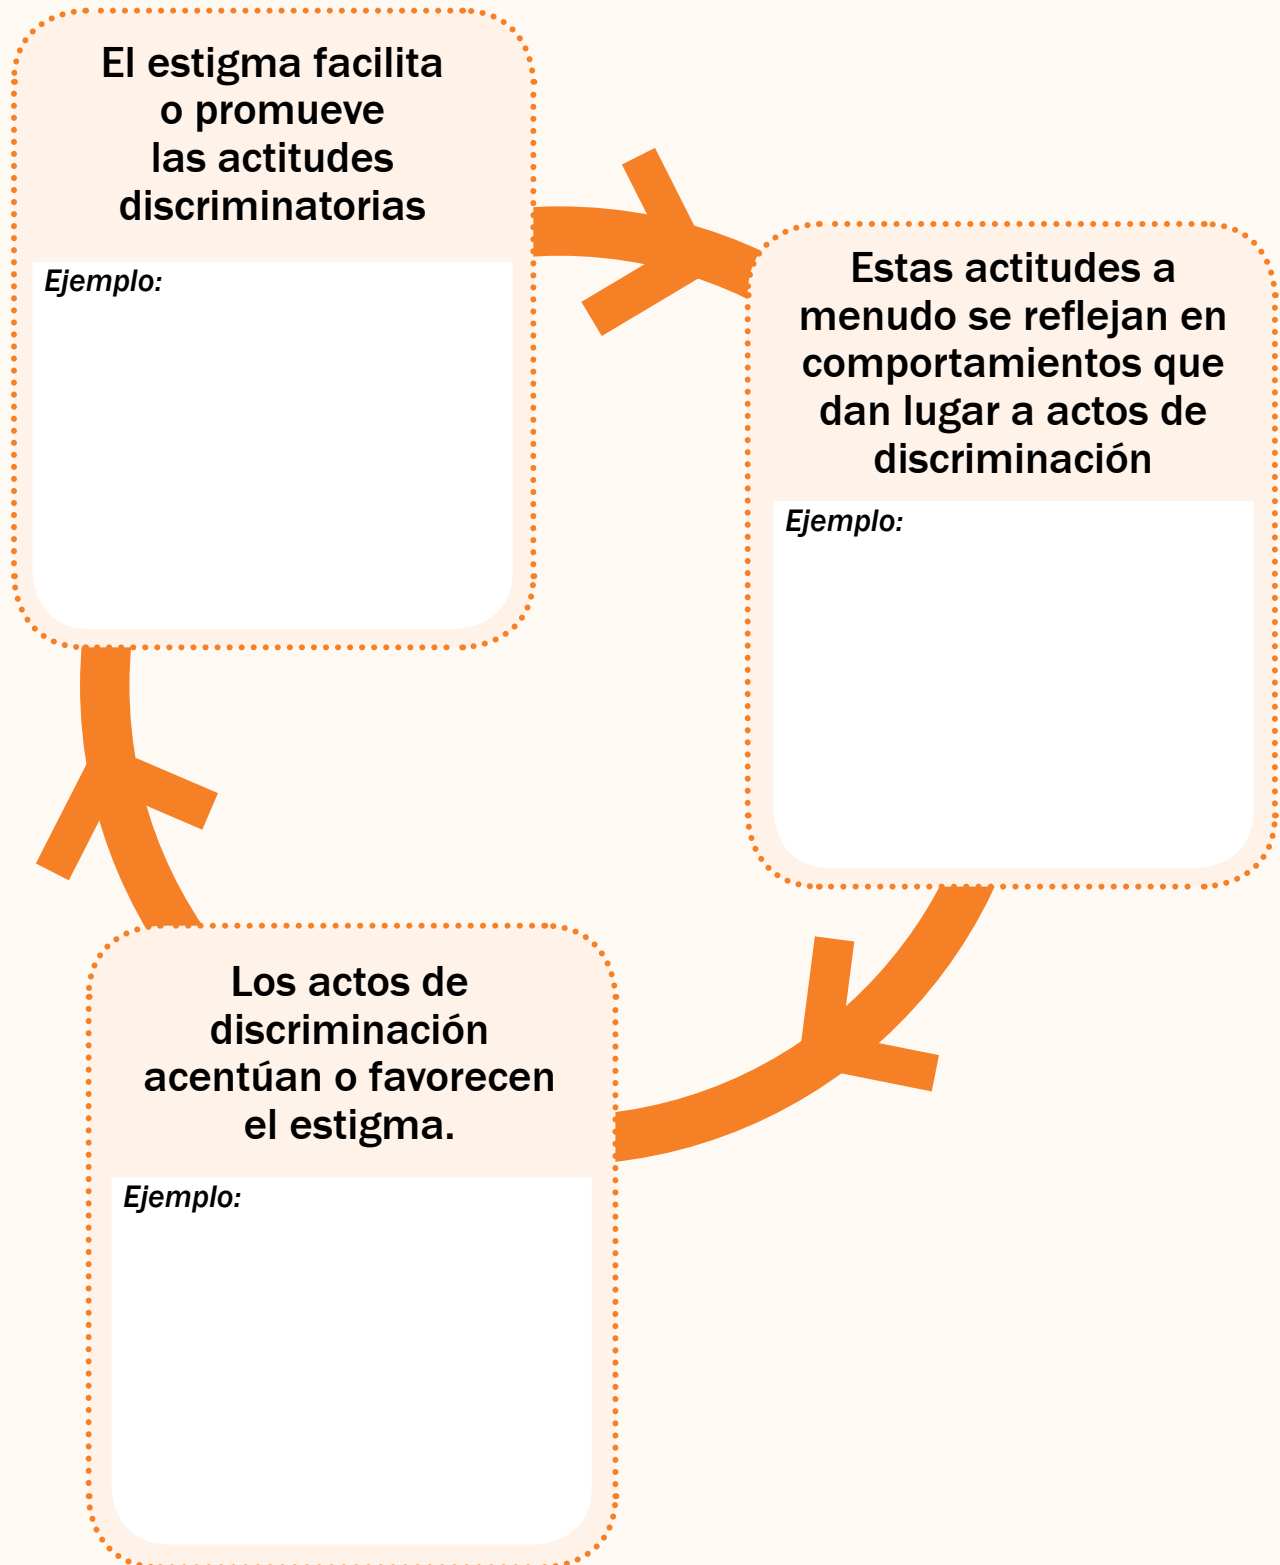 El estigma facilita
o promueve
las actitudes
discriminatorias
Ejemplo:
Estas actitudes a
menudo se reflejan en
comportamientos que
dan lugar a actos de
discriminación
Ejemplo:
Los actos de
discriminación
acentúan o favorecen
el estigma.
Ejemplo: